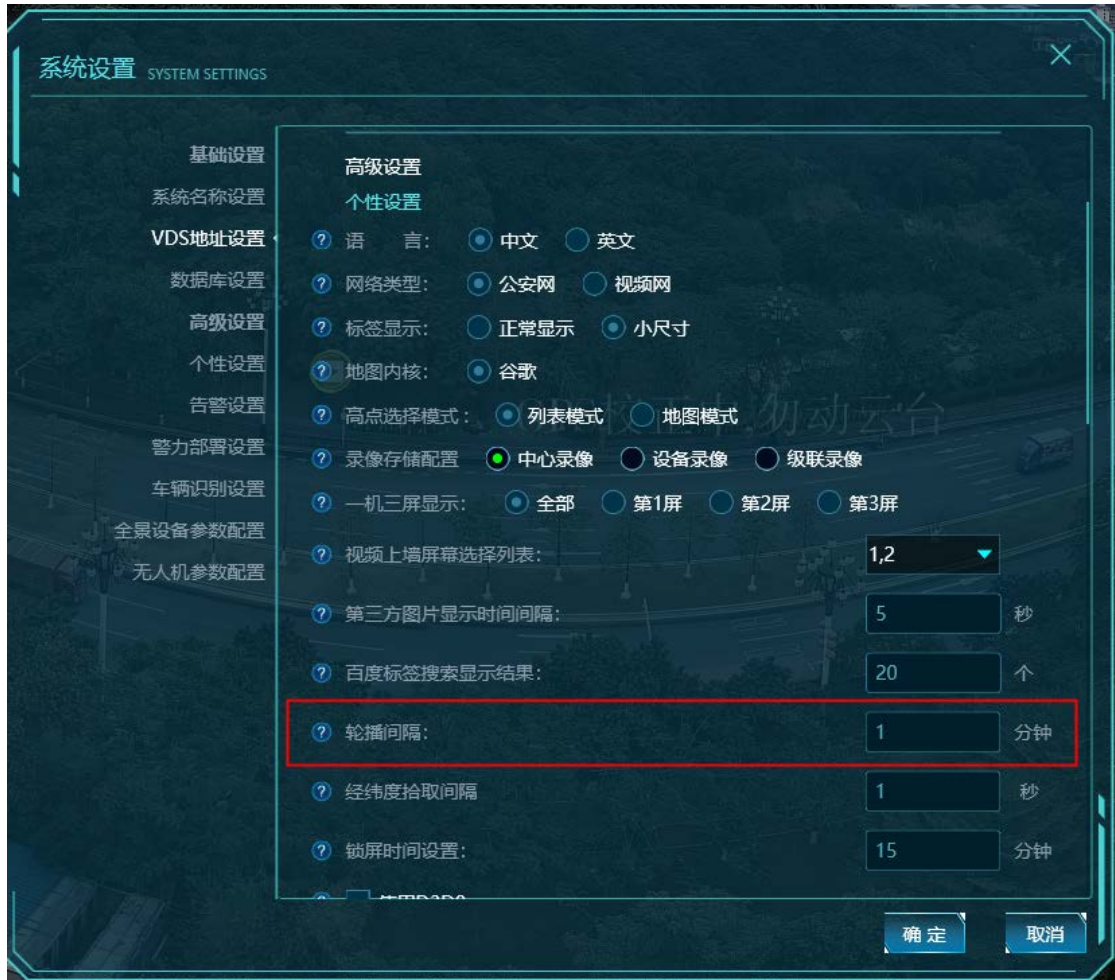 系统设置 SYSTEM SETTINGS
基础设置
系统名称设置
VDS地址设置
数据库设置
高级设置
个性设置
告警设置
警力部署设置
车辆识别设置
全景设备参数配置
无人机参数配置
高级设置
个性设置
语 言： 中文 英文
网络类型： 公安网 视频网
标签显示： 正常显示 小尺寸
地图内核： 谷歌
高点选择模式： 列表模式 地图模式
录像存储配置 中心录像 设备录像 级联录像
一机三屏显示： 全部 第1屏 第2屏 第3屏
视频上墙屏幕选择列表： 1,2
第三方图片显示时间间隔： 5 秒
百度标签搜索显示结果： 20 个
轮播间隔： 1 分钟
经纬度拾取间隔 1 秒
锁屏时间设置： 15 分钟
勿动云台
确定 取消